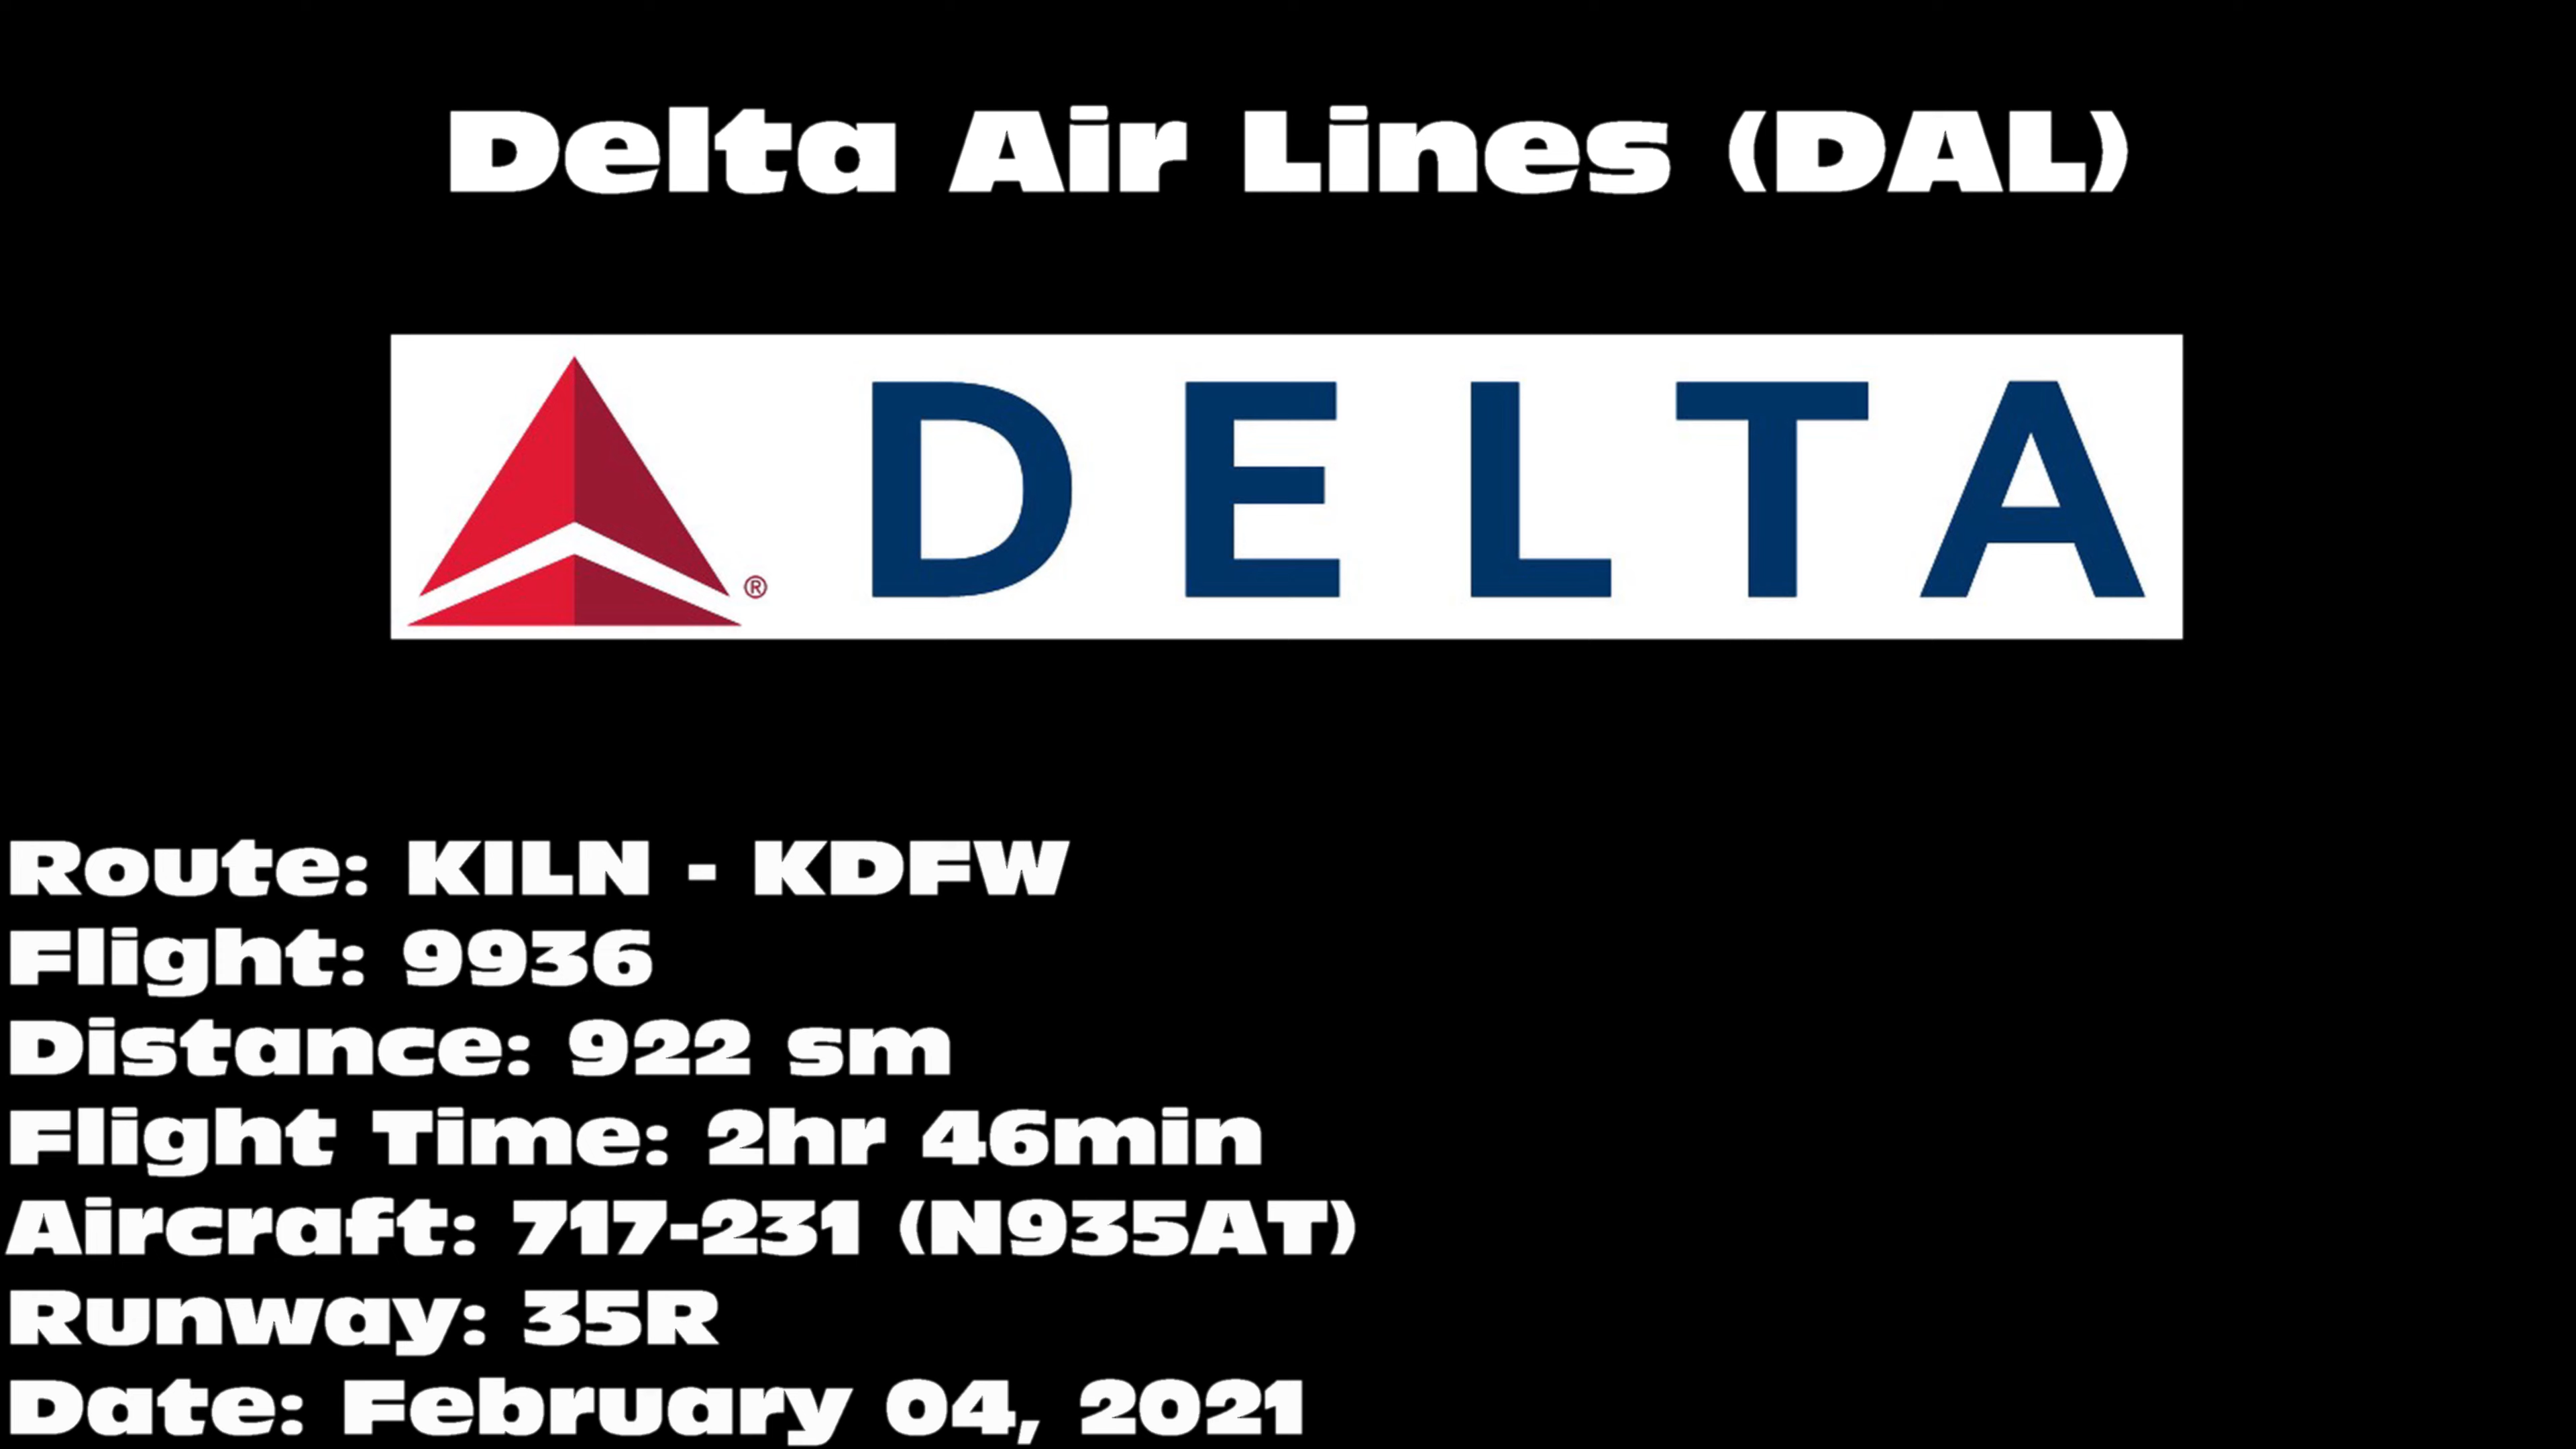 Delta Air Lines (DAL)
® DELTA
Route: KILN - KDFW
Flight: 9936
Distance: 922 sm
Flight Time: 2hr 46min
Aircraft: 717-231 (N935AT)
Runway: 35R
Date: February 04, 2021